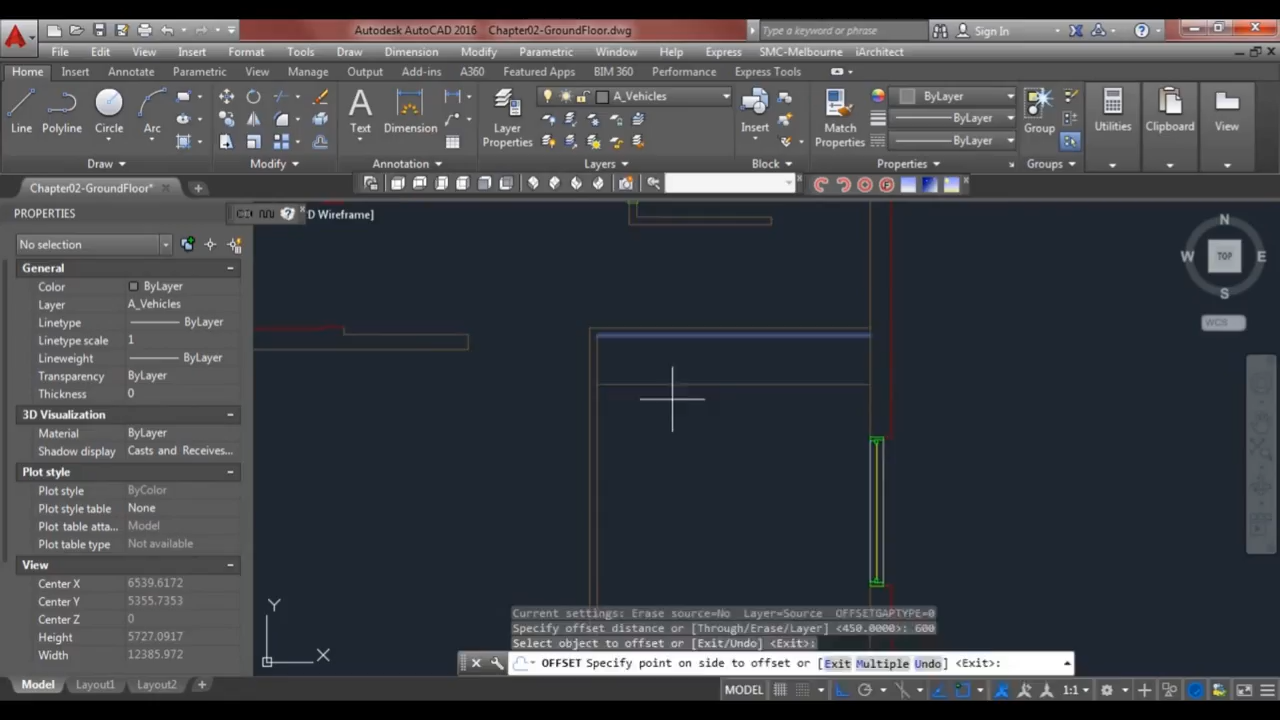 Autodesk AutoCAD 2016 Chapter02-GroundFloor.dwg
Type a keyword or phrase
Sign In
File Edit View Insert Format Tools Draw Dimension Modify Parametric Window Help Express SMC-Melbourne iArchitect
Home Insert Annotate Parametric View Manage Output Add-ins A360 Featured Apps BIM 360 Performance Express Tools
A_Vehicles
ByLayer
ByLayer
ByLayer
Line Polyline Circle Arc
Text Dimension
Layer Properties
Insert
Match Properties
Group
Utilities
Clipboard
View
Draw Modify Annotation Layers Block Properties Groups
Chapter02-GroundFloor*
PROPERTIES
D Wireframe]
No selection
General
Color ByLayer
Layer A_Vehicles
Linetype ByLayer
Linetype scale 1
Lineweight ByLayer
Transparency ByLayer
Thickness 0
3D Visualization
Material ByLayer
Shadow display Casts and Receives...
Plot style
Plot style ByColor
Plot style table None
Plot table atta... Model
Plot table type Not available
View
Center X 6539.6172
Center Y 5355.7353
Center Z 0
Height 5727.0917
Width 12385.972
N
W TOP E
S
WCS
Y
X
Current settings: Erase source=No Layer=Source OFFSETGAPTYPE=0
Specify offset distance or [Through/Erase/Layer] <450.0000>: 600
Select object to offset or [Exit/Undo] <Exit>:
OFFSET Specify point on side to offset or [Exit Multiple Undo] <Exit>:
Model Layout1 Layout2 +
MODEL
1:1